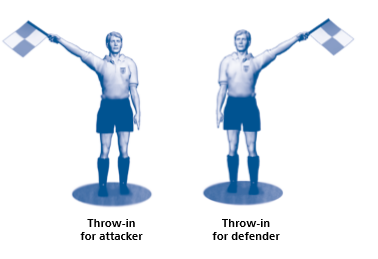 Throw-in
for attacker
Throw-in
for defender